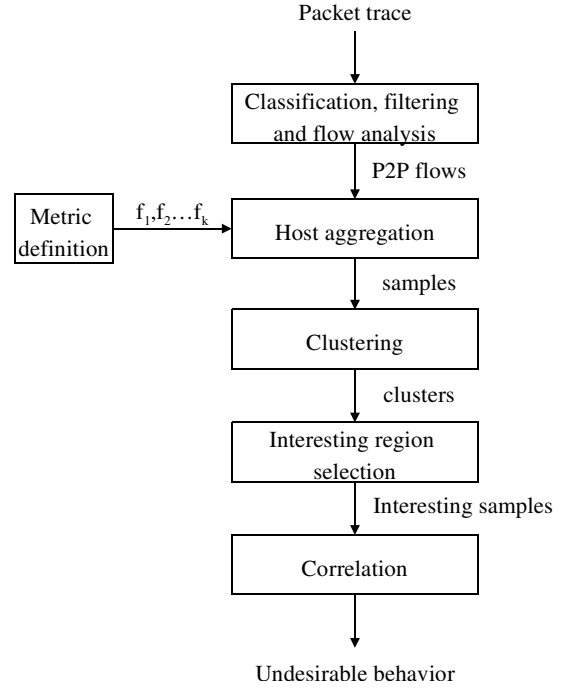 Packet trace
Classification, filtering
and flow analysis
P2P flows
Metric
definition
f₁,f₂…fₖ
Host aggregation
samples
Clustering
clusters
Interesting region
selection
Interesting samples
Correlation
Undesirable behavior